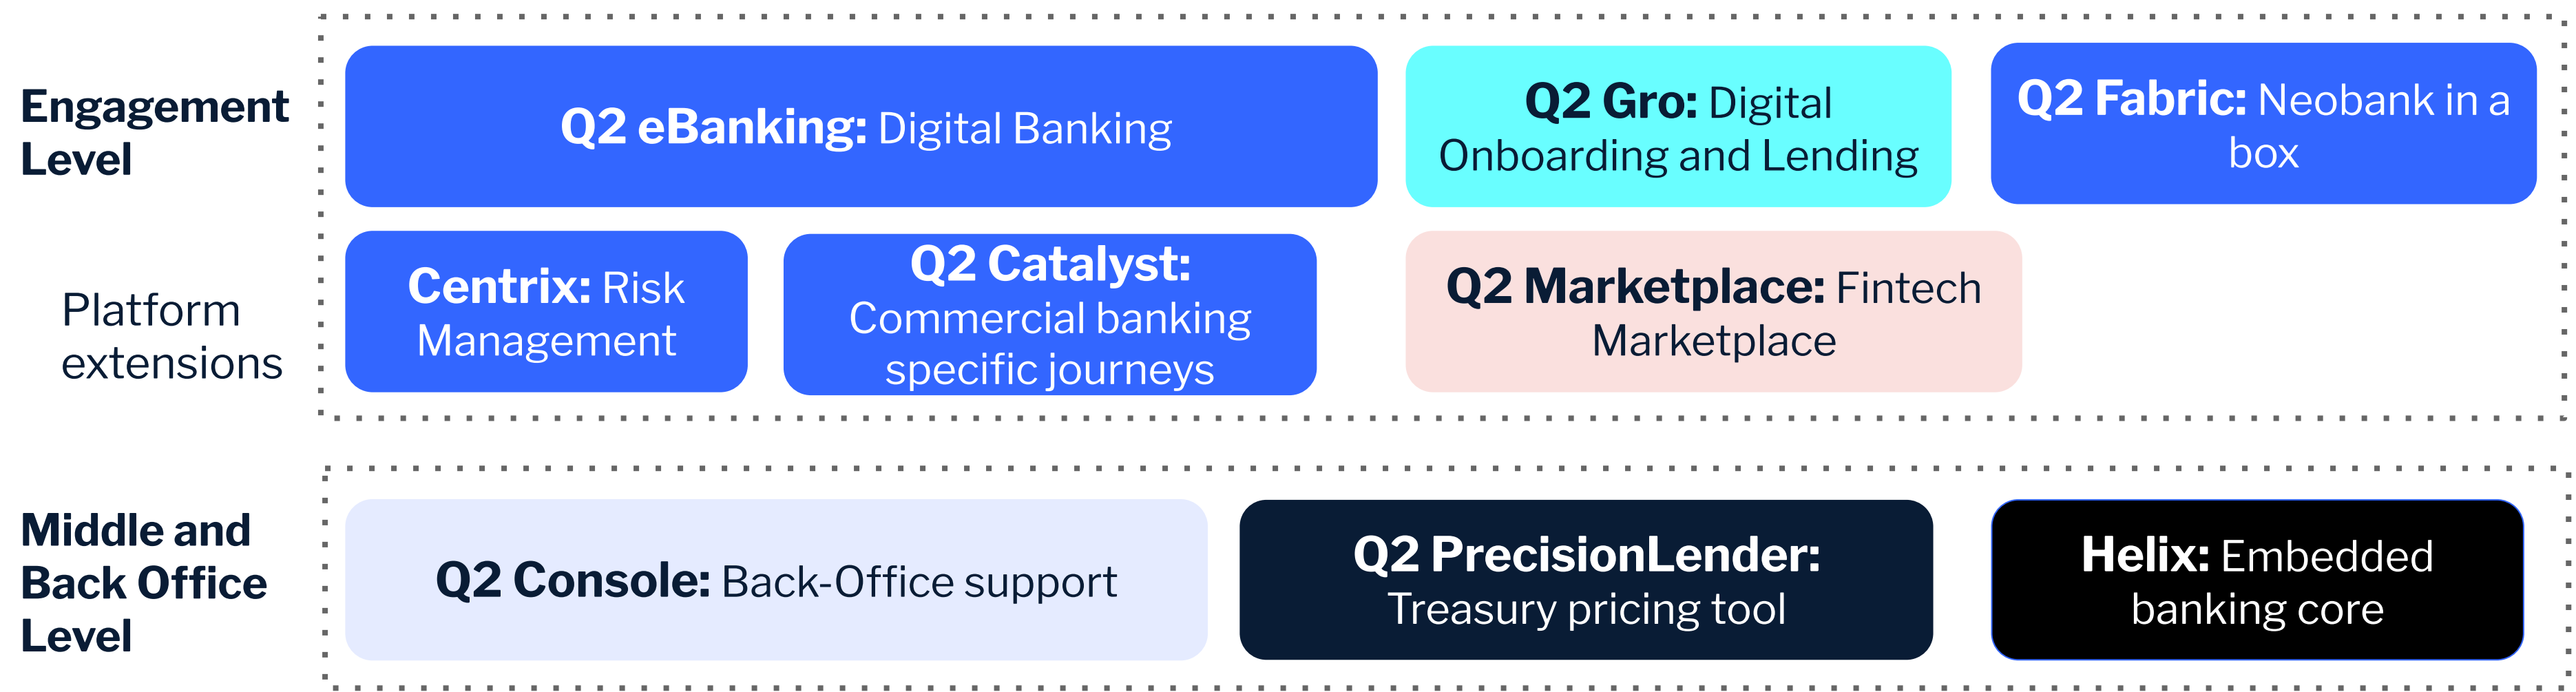 Engagement
Level
Q2 eBanking: Digital Banking
Q2 Gro: Digital
Onboarding and Lending
Q2 Fabric: Neobank in a
box
Platform
extensions
Centrix: Risk
Management
Q2 Catalyst:
Commercial banking
specific journeys
Q2 Marketplace: Fintech
Marketplace
Middle and
Back Office
Level
Q2 Console: Back-Office support
Q2 PrecisionLender:
Treasury pricing tool
Helix: Embedded
banking core